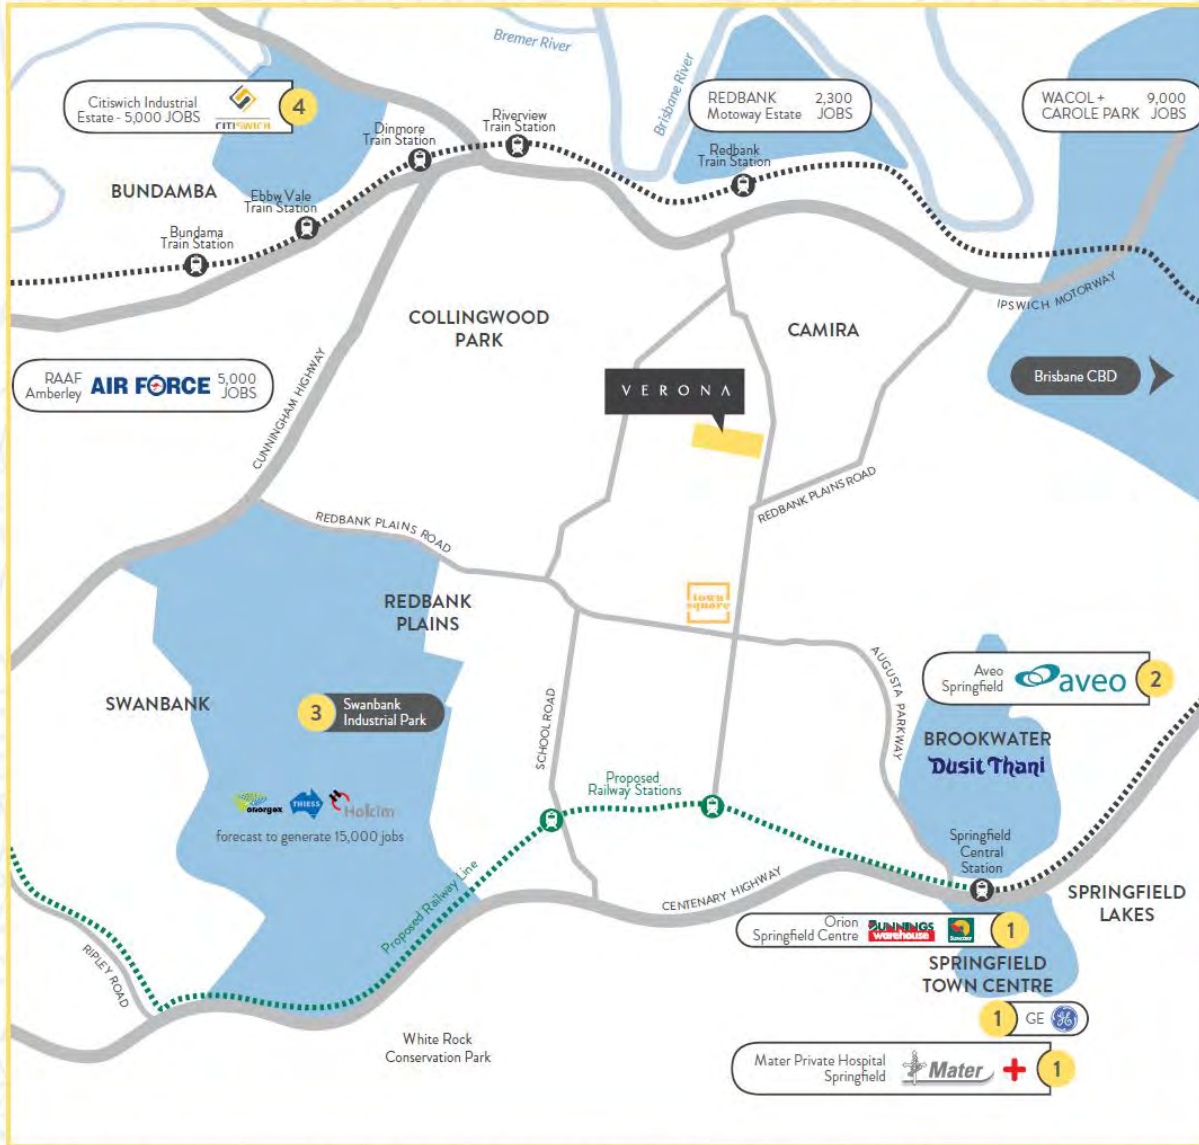 Bremer River
Brisbane River
Citiswich Industrial
Estate - 5,000 JOBS
CITISWICH
4
Dinmore
Train Station
Riverview
Train Station
REDBANK 2,300
Motoway Estate JOBS
WACOL + 9,000
CAROLE PARK JOBS
Redbank
Train Station
BUNDAMBA
Ebbw Vale
Train Station
Bundama
Train Station
IPSWICH MOTORWAY
COLLINGWOOD
PARK
CAMIRA
RAAF
Amberley
AIR FORCE
5,000
JOBS
CUNNINGHAM HIGHWAY
VERONA
Brisbane CBD
REDBANK PLAINS ROAD
REDBANK PLAINS ROAD
REDBANK
PLAINS
town
square
AUGUSTA PARKWAY
Aveo
Springfield
aveo
2
SWANBANK
3
Swanbank
Industrial Park
SCHOOL ROAD
BROOKWATER
Dusit Thani
Proposed
Railway Stations
THIESS
Holcim
forecast to generate 15,000 jobs
Springfield
Central
Station
Proposed Railway Line
CENTENARY HIGHWAY
SPRINGFIELD
LAKES
Orion
Springfield Centre
BUNNINGS
warehouse
1
RIPLEY ROAD
SPRINGFIELD
TOWN CENTRE
1
GE
White Rock
Conservation Park
Mater Private Hospital
Springfield
Mater
1